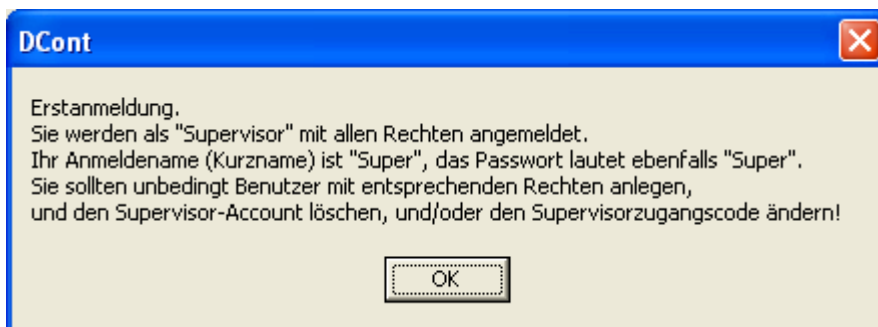 DCont
Erstanmeldung.
Sie werden als "Supervisor" mit allen Rechten angemeldet.
Ihr Anmeldename (Kurzname) ist "Super", das Passwort lautet ebenfalls "Super".
Sie sollten unbedingt Benutzer mit entsprechenden Rechten anlegen,
und den Supervisor-Account löschen, und/oder den Supervisorzugangscode ändern!
OK